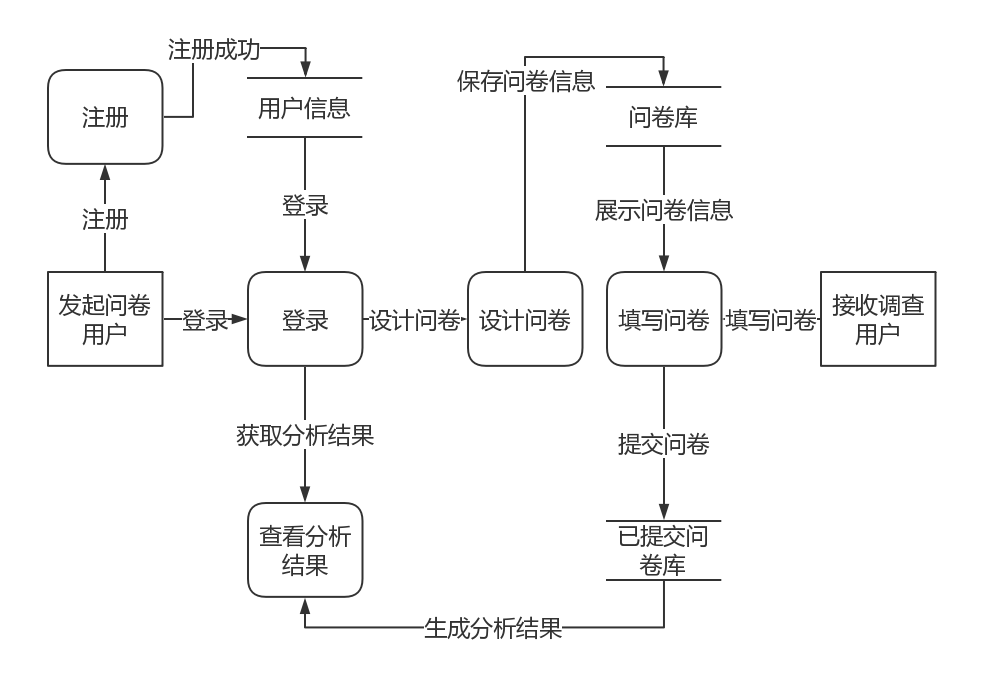 注册成功
保存问卷信息
注册
用户信息
问卷库
登录
展示问卷信息
注册
发起问卷
用户
登录
登录
设计问卷
设计问卷
填写问卷
填写问卷
接收调查
用户
获取分析结果
提交问卷
查看分析
结果
已提交问
卷库
生成分析结果